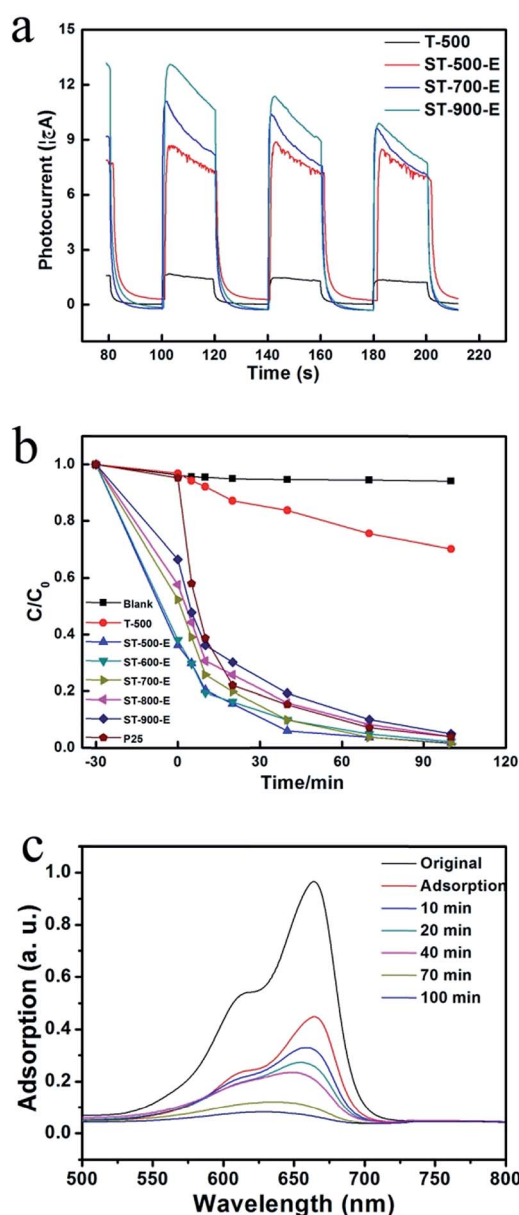 a
T-500
ST-500-E
ST-700-E
ST-900-E
Photocurrent (¦ɛA)
15
12
9
6
3
0
80 100 120 140 160 180 200 220
Time (s)
b
C/C0
1.0
0.8
0.6
0.4
0.2
0.0
Blank
T-500
ST-500-E
ST-600-E
ST-700-E
ST-800-E
ST-900-E
P25
-30 0 30 60 90 120
Time/min
c
Original
Adsorption
10 min
20 min
40 min
70 min
100 min
Adsorption (a. u.)
1.0
0.8
0.6
0.4
0.2
0.0
500 550 600 650 700 750 800
Wavelength (nm)